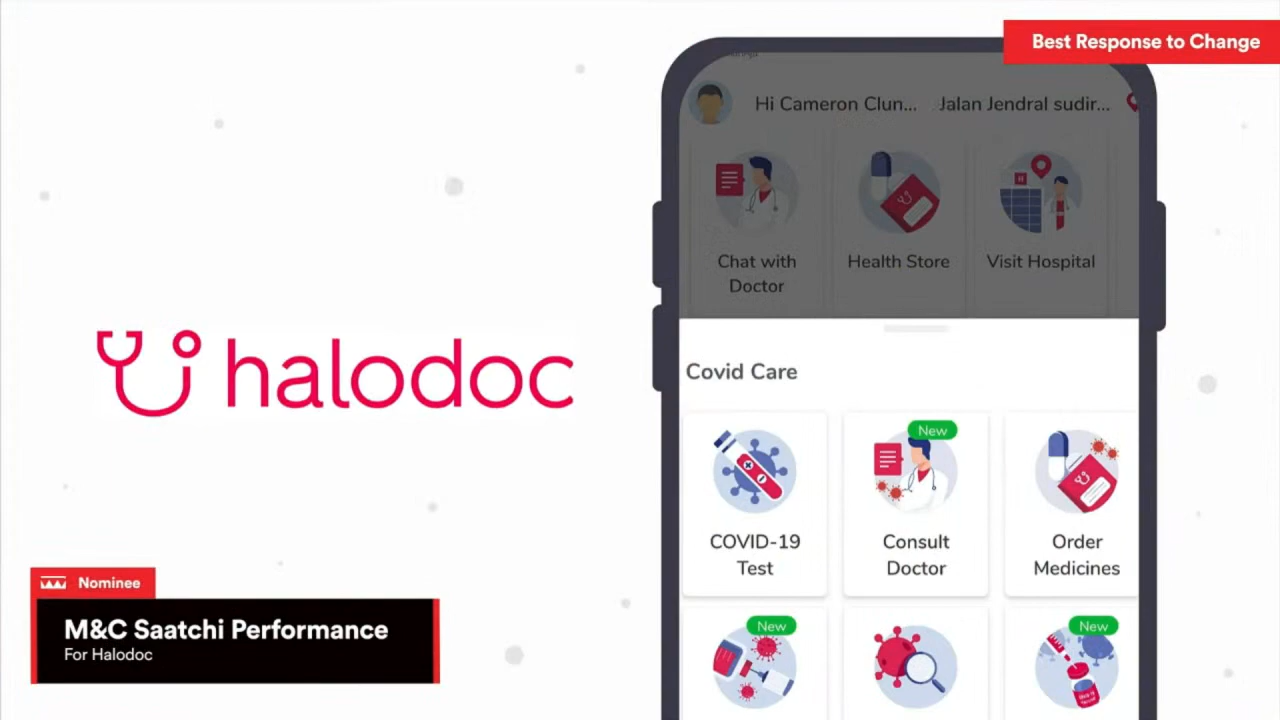 Best Response to Change
Hi Cameron Clun... Jalan Jendral sudir...
Chat with
Doctor
Health Store
Visit Hospital
halodoc
Covid Care
New
COVID-19
Test
Consult
Doctor
Order
Medicines
New
New
Nominee
M&C Saatchi Performance
For Halodoc